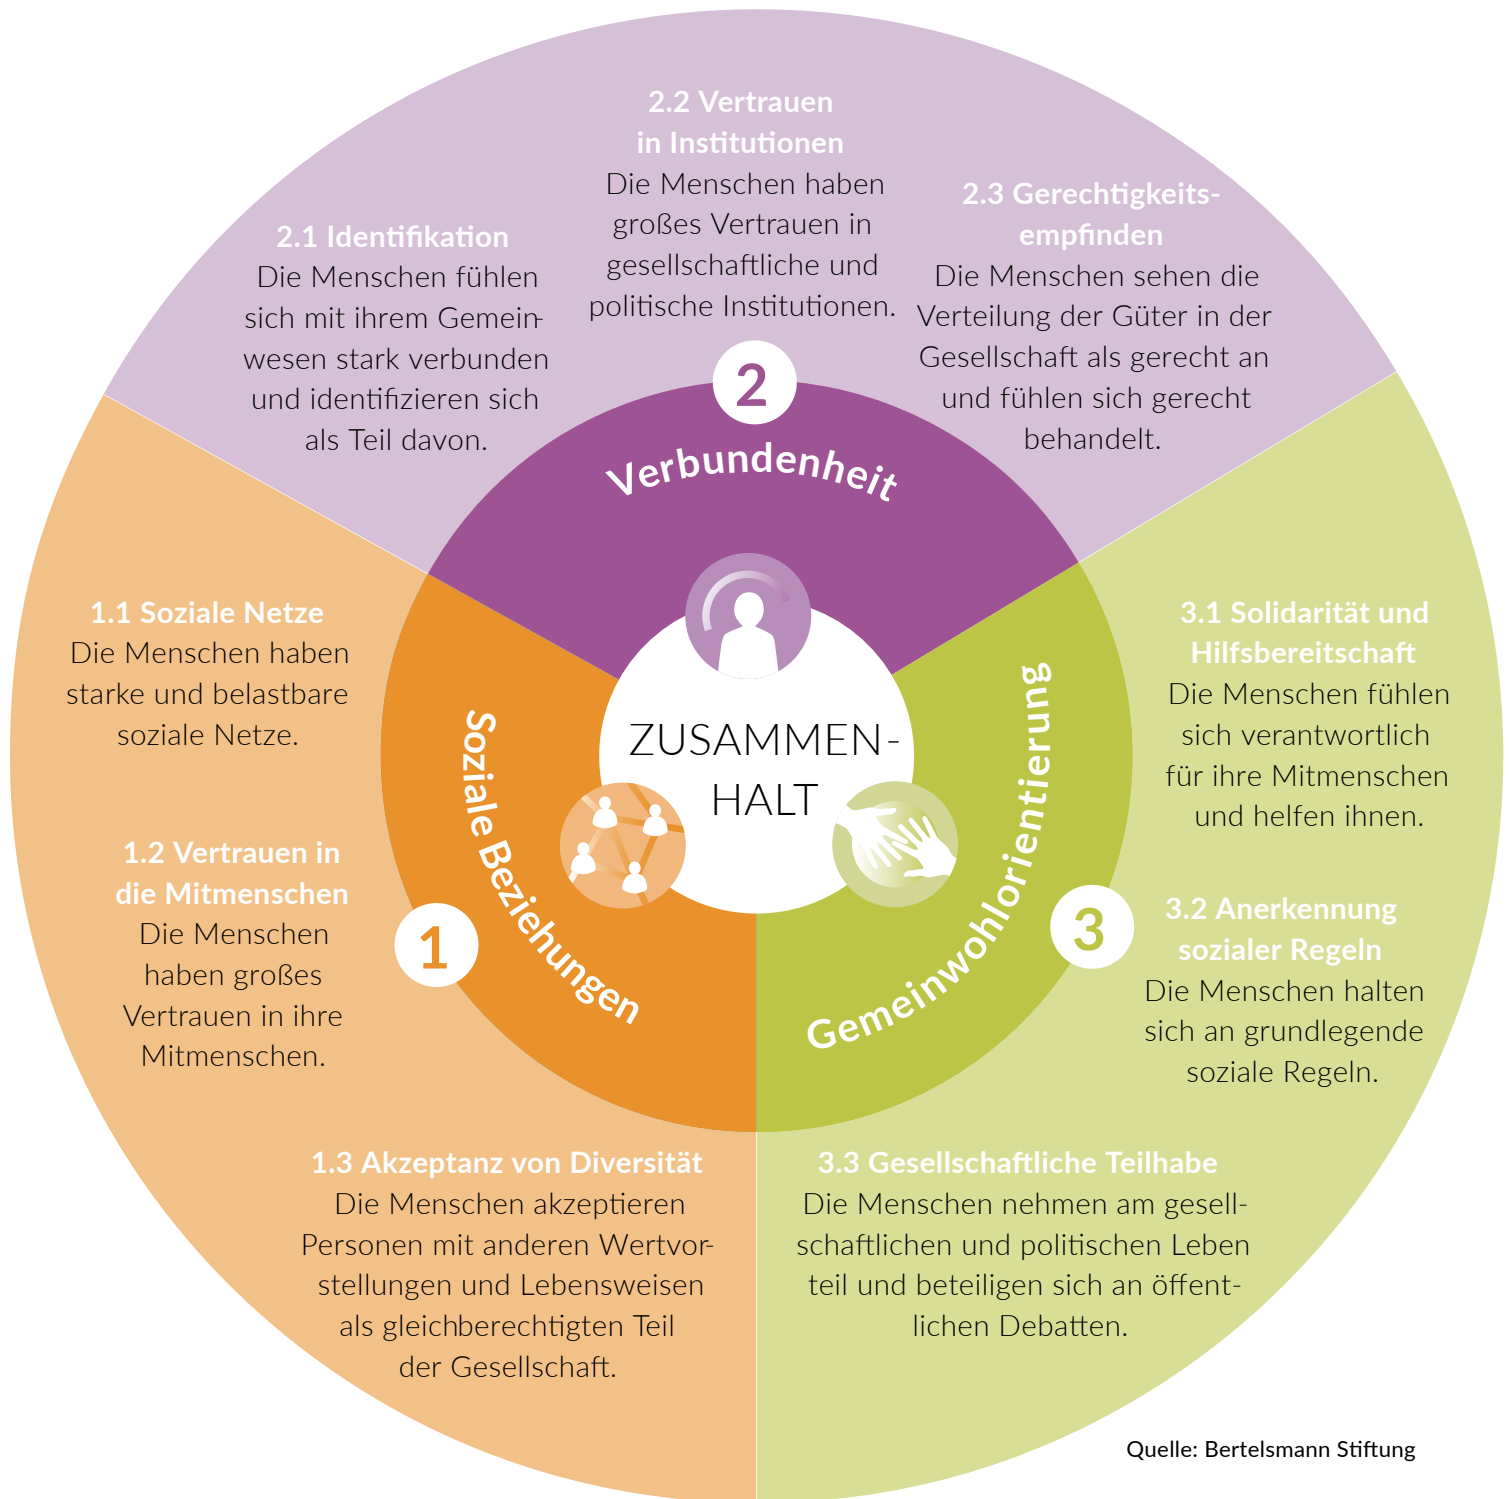 ZUSAMMEN-
HALT
1
Soziale Beziehungen
1.1 Soziale Netze
Die Menschen haben
starke und belastbare
soziale Netze.
1.2 Vertrauen in
die Mitmenschen
Die Menschen
haben großes
Vertrauen in ihre
Mitmenschen.
1.3 Akzeptanz von Diversität
Die Menschen akzeptieren
Personen mit anderen Wertvor-
stellungen und Lebensweisen
als gleichberechtigten Teil
der Gesellschaft.
2
Verbundenheit
2.1 Identifikation
Die Menschen fühlen
sich mit ihrem Gemein-
wesen stark verbunden
und identifizieren sich
als Teil davon.
2.2 Vertrauen
in Institutionen
Die Menschen haben
großes Vertrauen in
gesellschaftliche und
politische Institutionen.
2.3 Gerechtigkeits-
empfinden
Die Menschen sehen die
Verteilung der Güter in der
Gesellschaft als gerecht an
und fühlen sich gerecht
behandelt.
3
Gemeinwohlorientierung
3.1 Solidarität und
Hilfsbereitschaft
Die Menschen fühlen
sich verantwortlich
für ihre Mitmenschen
und helfen ihnen.
3.2 Anerkennung
sozialer Regeln
Die Menschen halten
sich an grundlegende
soziale Regeln.
3.3 Gesellschaftliche Teilhabe
Die Menschen nehmen am gesell-
schaftlichen und politischen Leben
teil und beteiligen sich an öffent-
lichen Debatten.
Quelle: Bertelsmann Stiftung